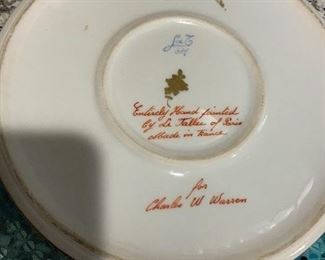 Entirely Hand painted
by Le Tallec of Paris
Made in France
for
Charles W Warren